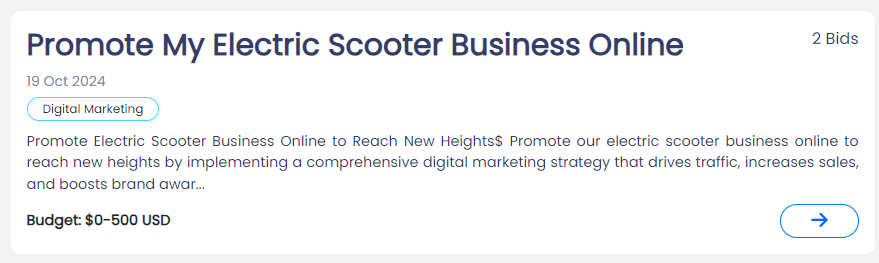 Promote My Electric Scooter Business Online
2 Bids
19 Oct 2024
Digital Marketing
Promote Electric Scooter Business Online to Reach New Heights$ Promote our electric scooter business online to
reach new heights by implementing a comprehensive digital marketing strategy that drives traffic, increases sales,
and boosts brand awar...
Budget: $0-500 USD